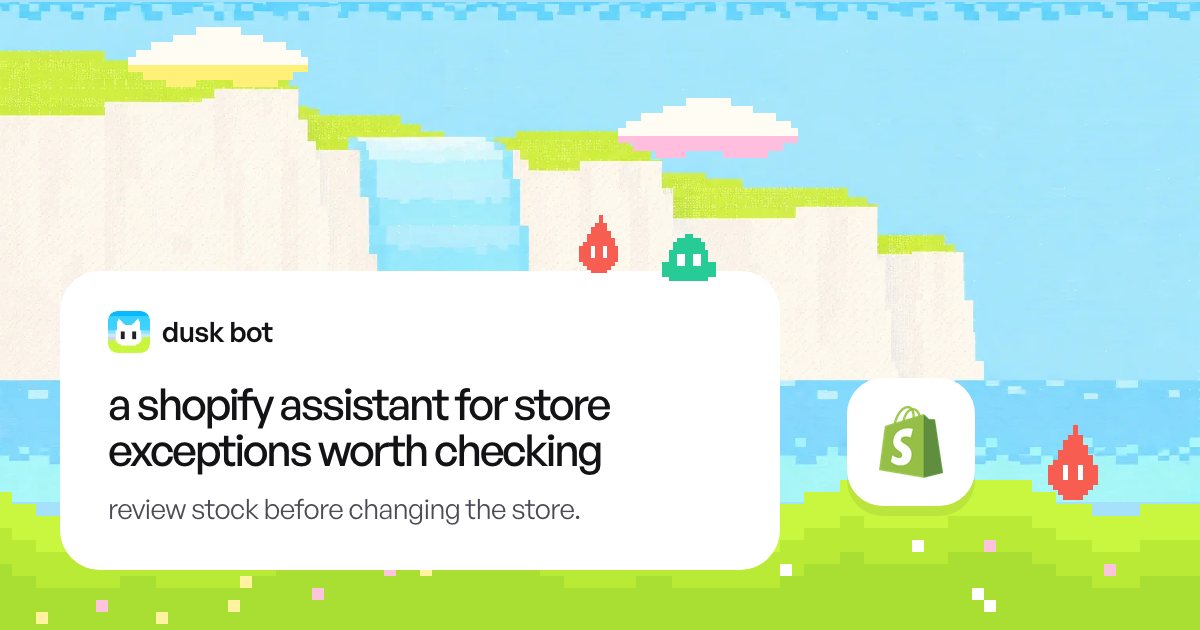 dusk bot
a shopify assistant for store
exceptions worth checking
review stock before changing the store.
S